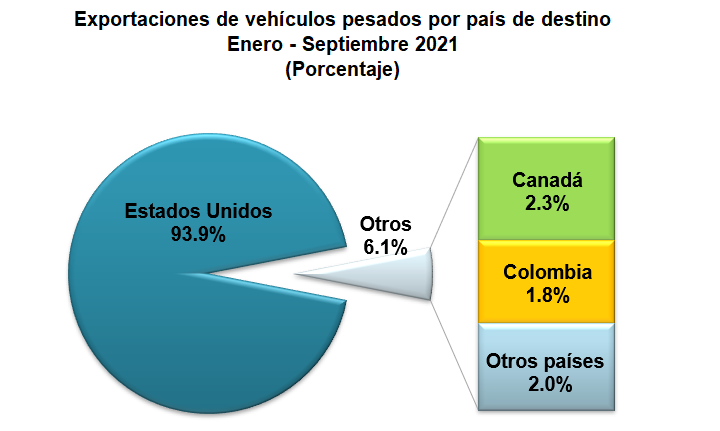 Exportaciones de vehículos pesados por país de destino
Enero - Septiembre 2021
(Porcentaje)
Estados Unidos
93.9%
Otros
6.1%
Canadá
2.3%
Colombia
1.8%
Otros países
2.0%